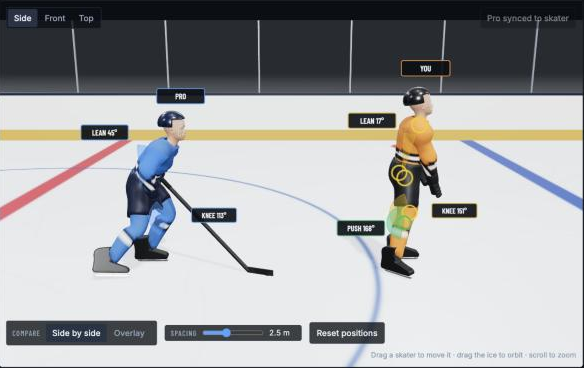 Side Front Top
Pro synced to skater
YOU
PRO
LEAN 17°
LEAN 45°
KNEE 151°
KNEE 113°
PUSH 168°
COMPARE Side by side Overlay
SPACING 2.5 m
Reset positions
Drag a skater to move it · drag the ice to orbit · scroll to zoom